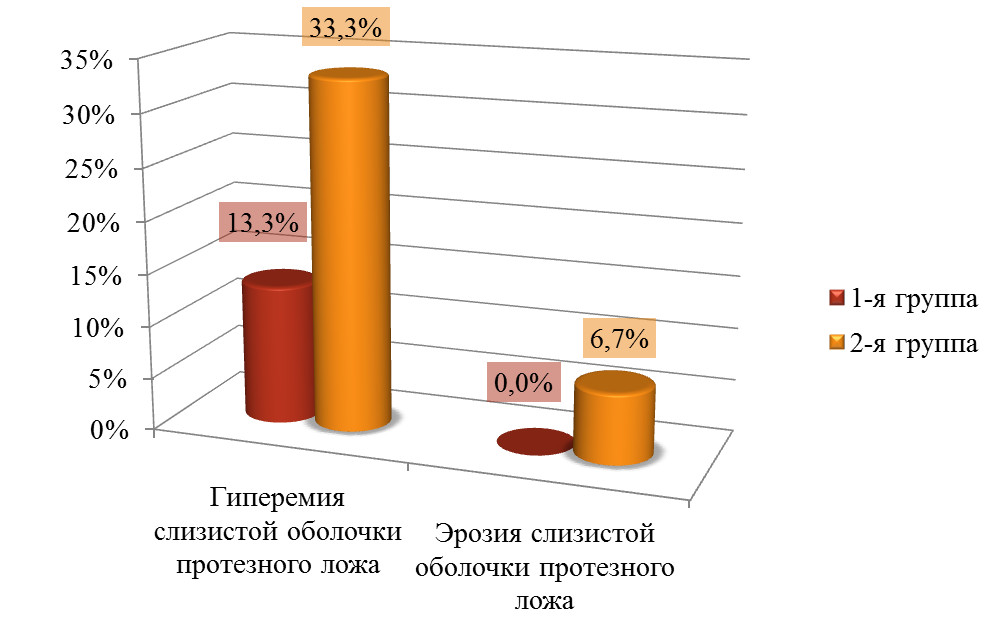 33,3%
35%
30%
25%
20%
15%
10%
5%
0%
13,3%
6,7%
0,0%
Гиперемия
слизистой оболочки
протезного ложа
Эрозия слизистой
оболочки протезного
ложа
1-я группа
2-я группа